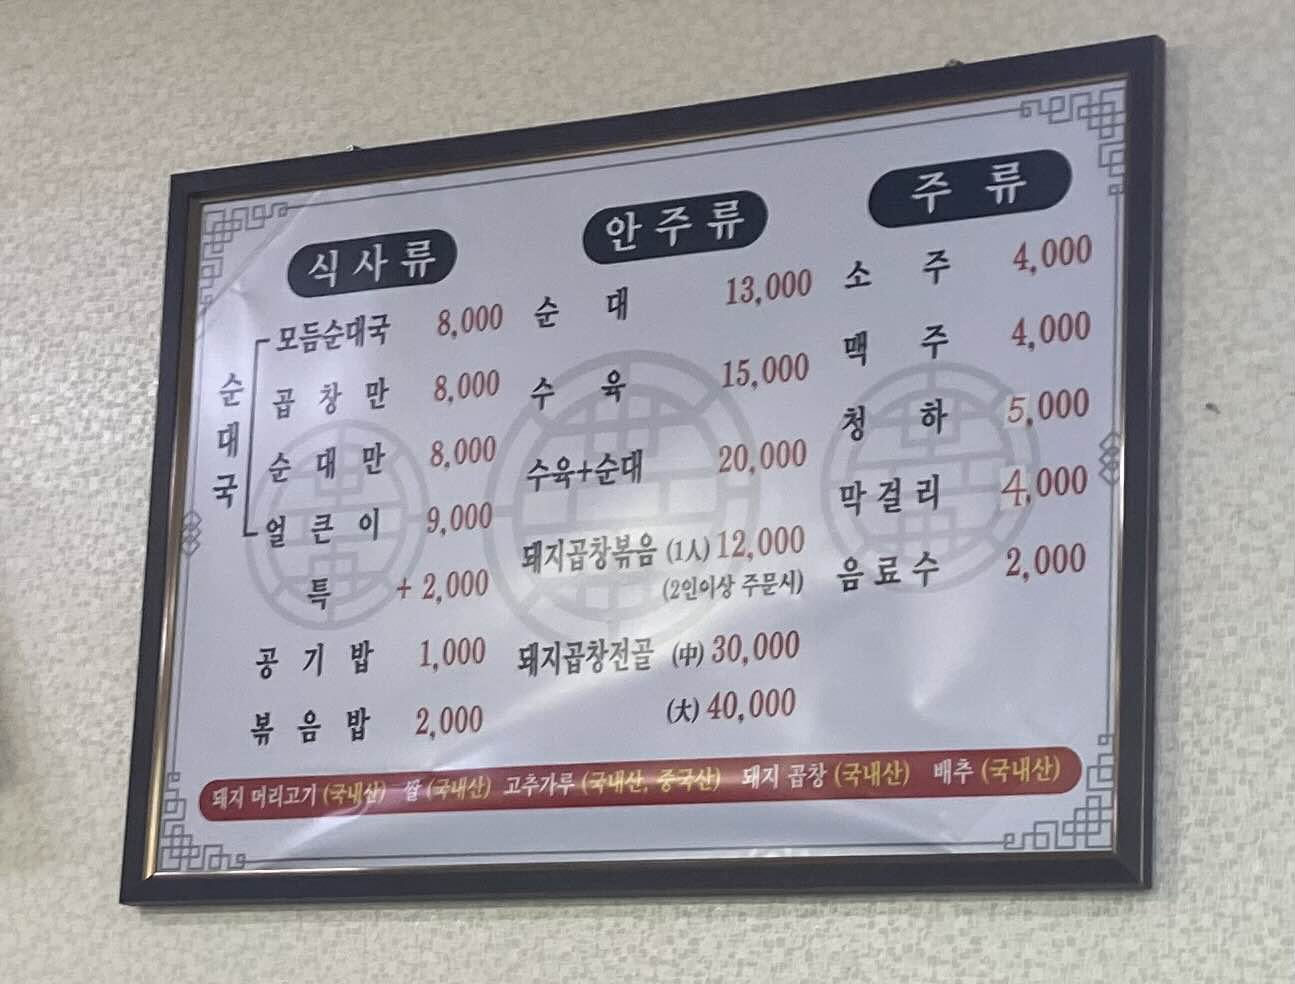 식사류
순대국
모듬순대국 8,000
곱창만 8,000
순대만 8,000
얼큰이 9,000
특 + 2,000
공기밥 1,000
볶음밥 2,000
안주류
순대 13,000
수육 15,000
수육+순대 20,000
돼지곱창볶음 (1人) 12,000
(2인이상 주문시)
돼지곱창전골 (中) 30,000
(大) 40,000
주류
소주 4,000
맥주 4,000
청하 5,000
막걸리 4,000
음료수 2,000
돼지 머리고기 (국내산) 쌀 (국내산) 고추가루 (국내산, 중국산) 돼지 곱창 (국내산) 배추 (국내산)